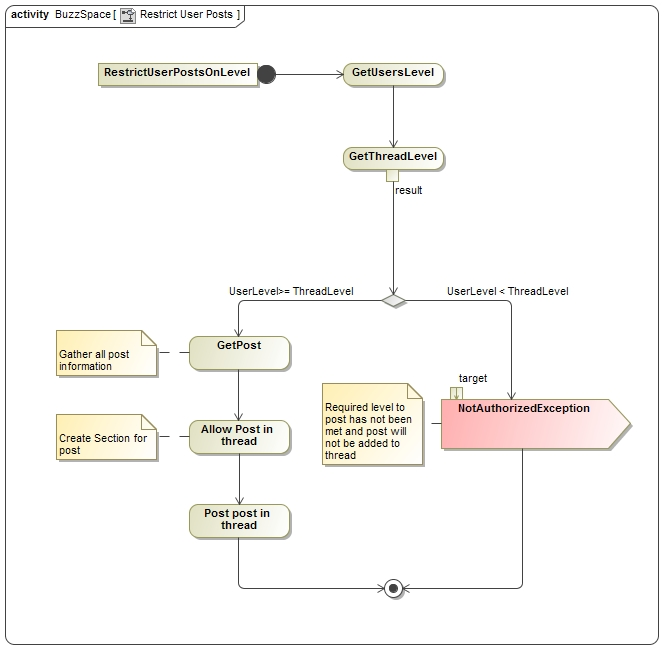 activity BuzzSpace [ Restrict User Posts ]
RestrictUserPostsOnLevel
GetUsersLevel
GetThreadLevel
result
UserLevel>= ThreadLevel
UserLevel < ThreadLevel
GetPost
Gather all post
information
target
NotAuthorizedException
Required level to
post has not been
met and post will
not be added to
thread
Allow Post in
thread
Create Section for
post
Post post in
thread